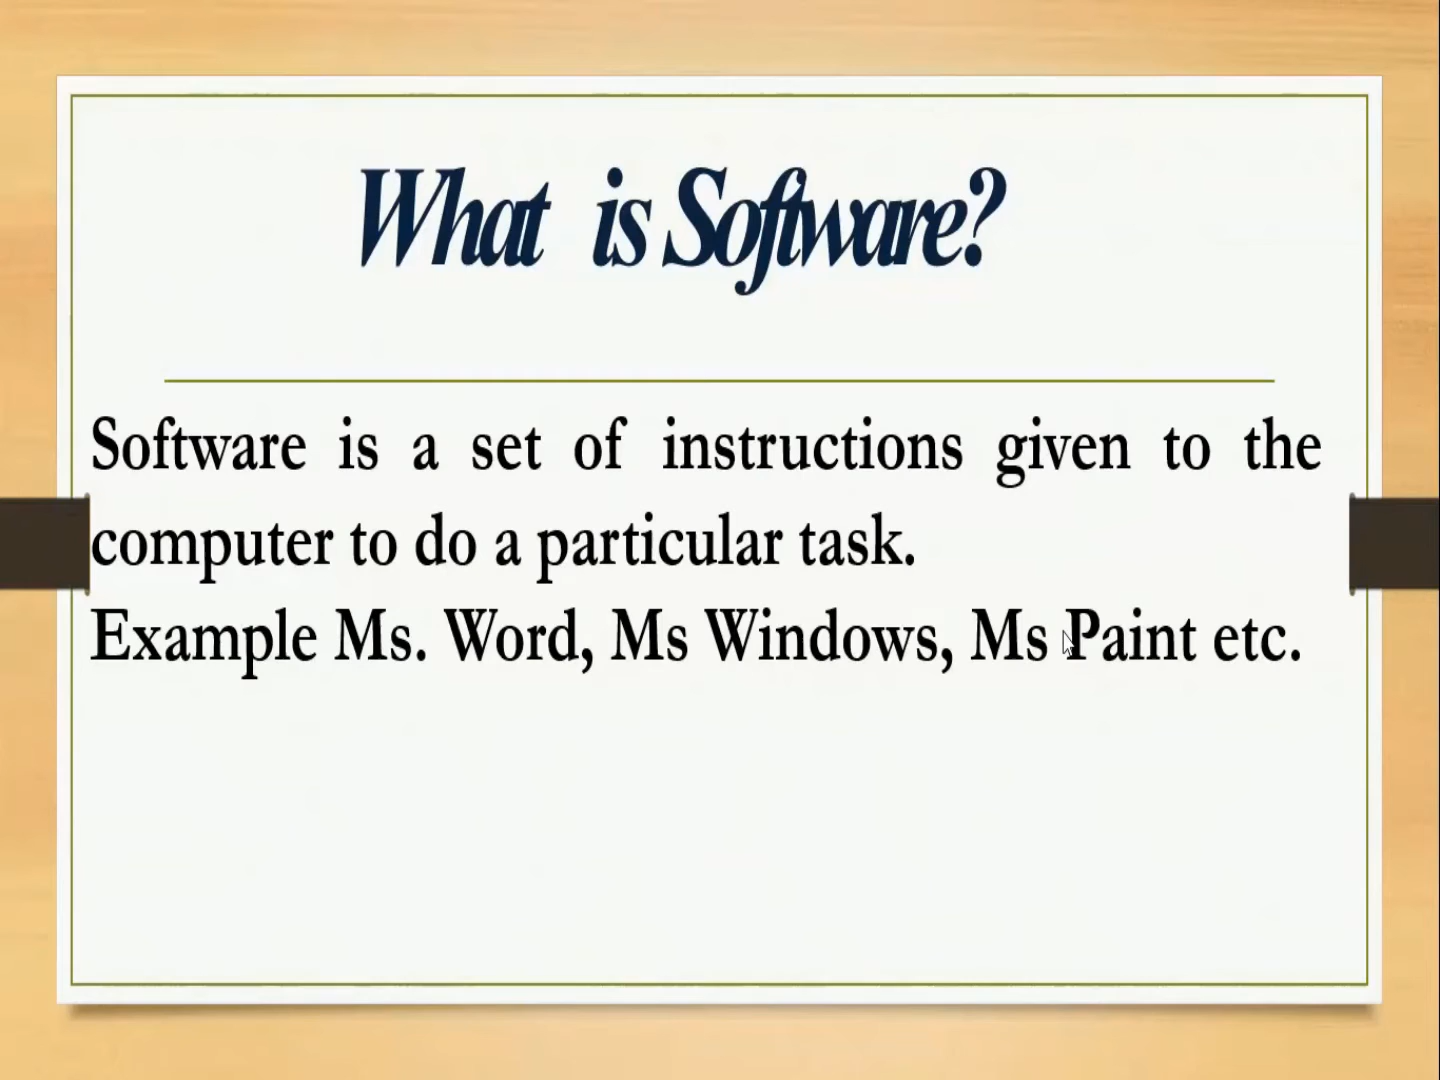 What is Software?
Software is a set of instructions given to the
computer to do a particular task.
Example Ms. Word, Ms Windows, Ms Paint etc.